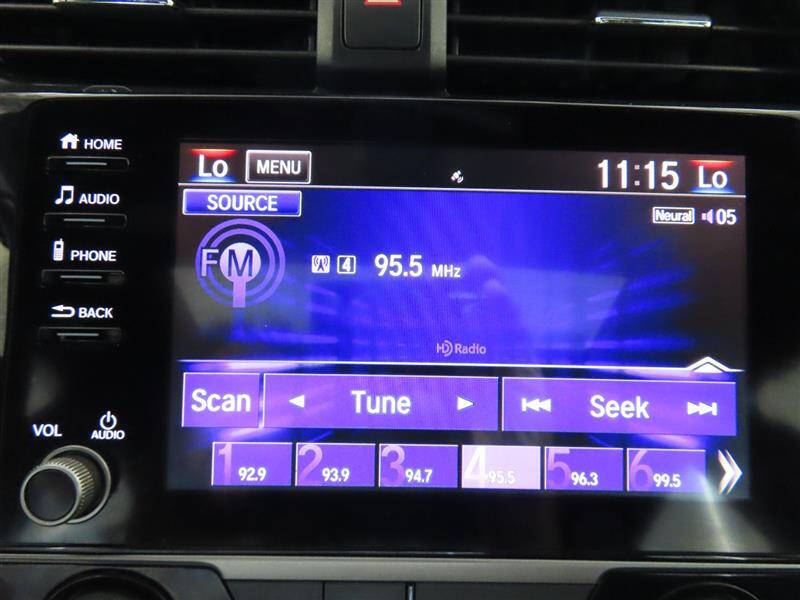 HOME
AUDIO
PHONE
BACK
VOL
AUDIO
Lo MENU 11:15 Lo
SOURCE Neural 05
FM 4 95.5 MHz
HD Radio
Scan Tune Seek
1 92.9 2 93.9 3 94.7 4 95.5 5 96.3 6 99.5